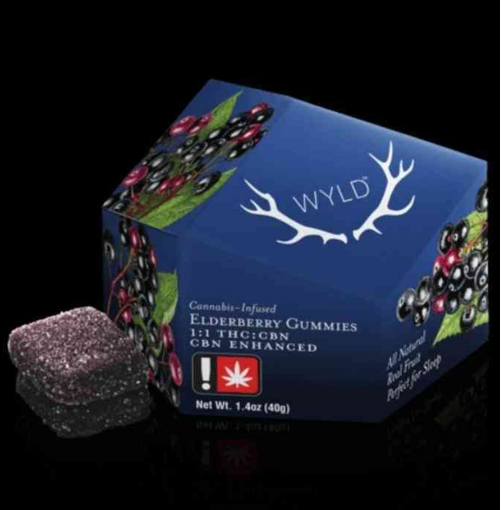 WYLD®
Cannabis-Infused
ELDERBERRY GUMMIES
1:1 THC:CBN
CBN ENHANCED
!
Net Wt. 1.4oz (40g)
All Natural
Real Fruit
Perfect for Sleep